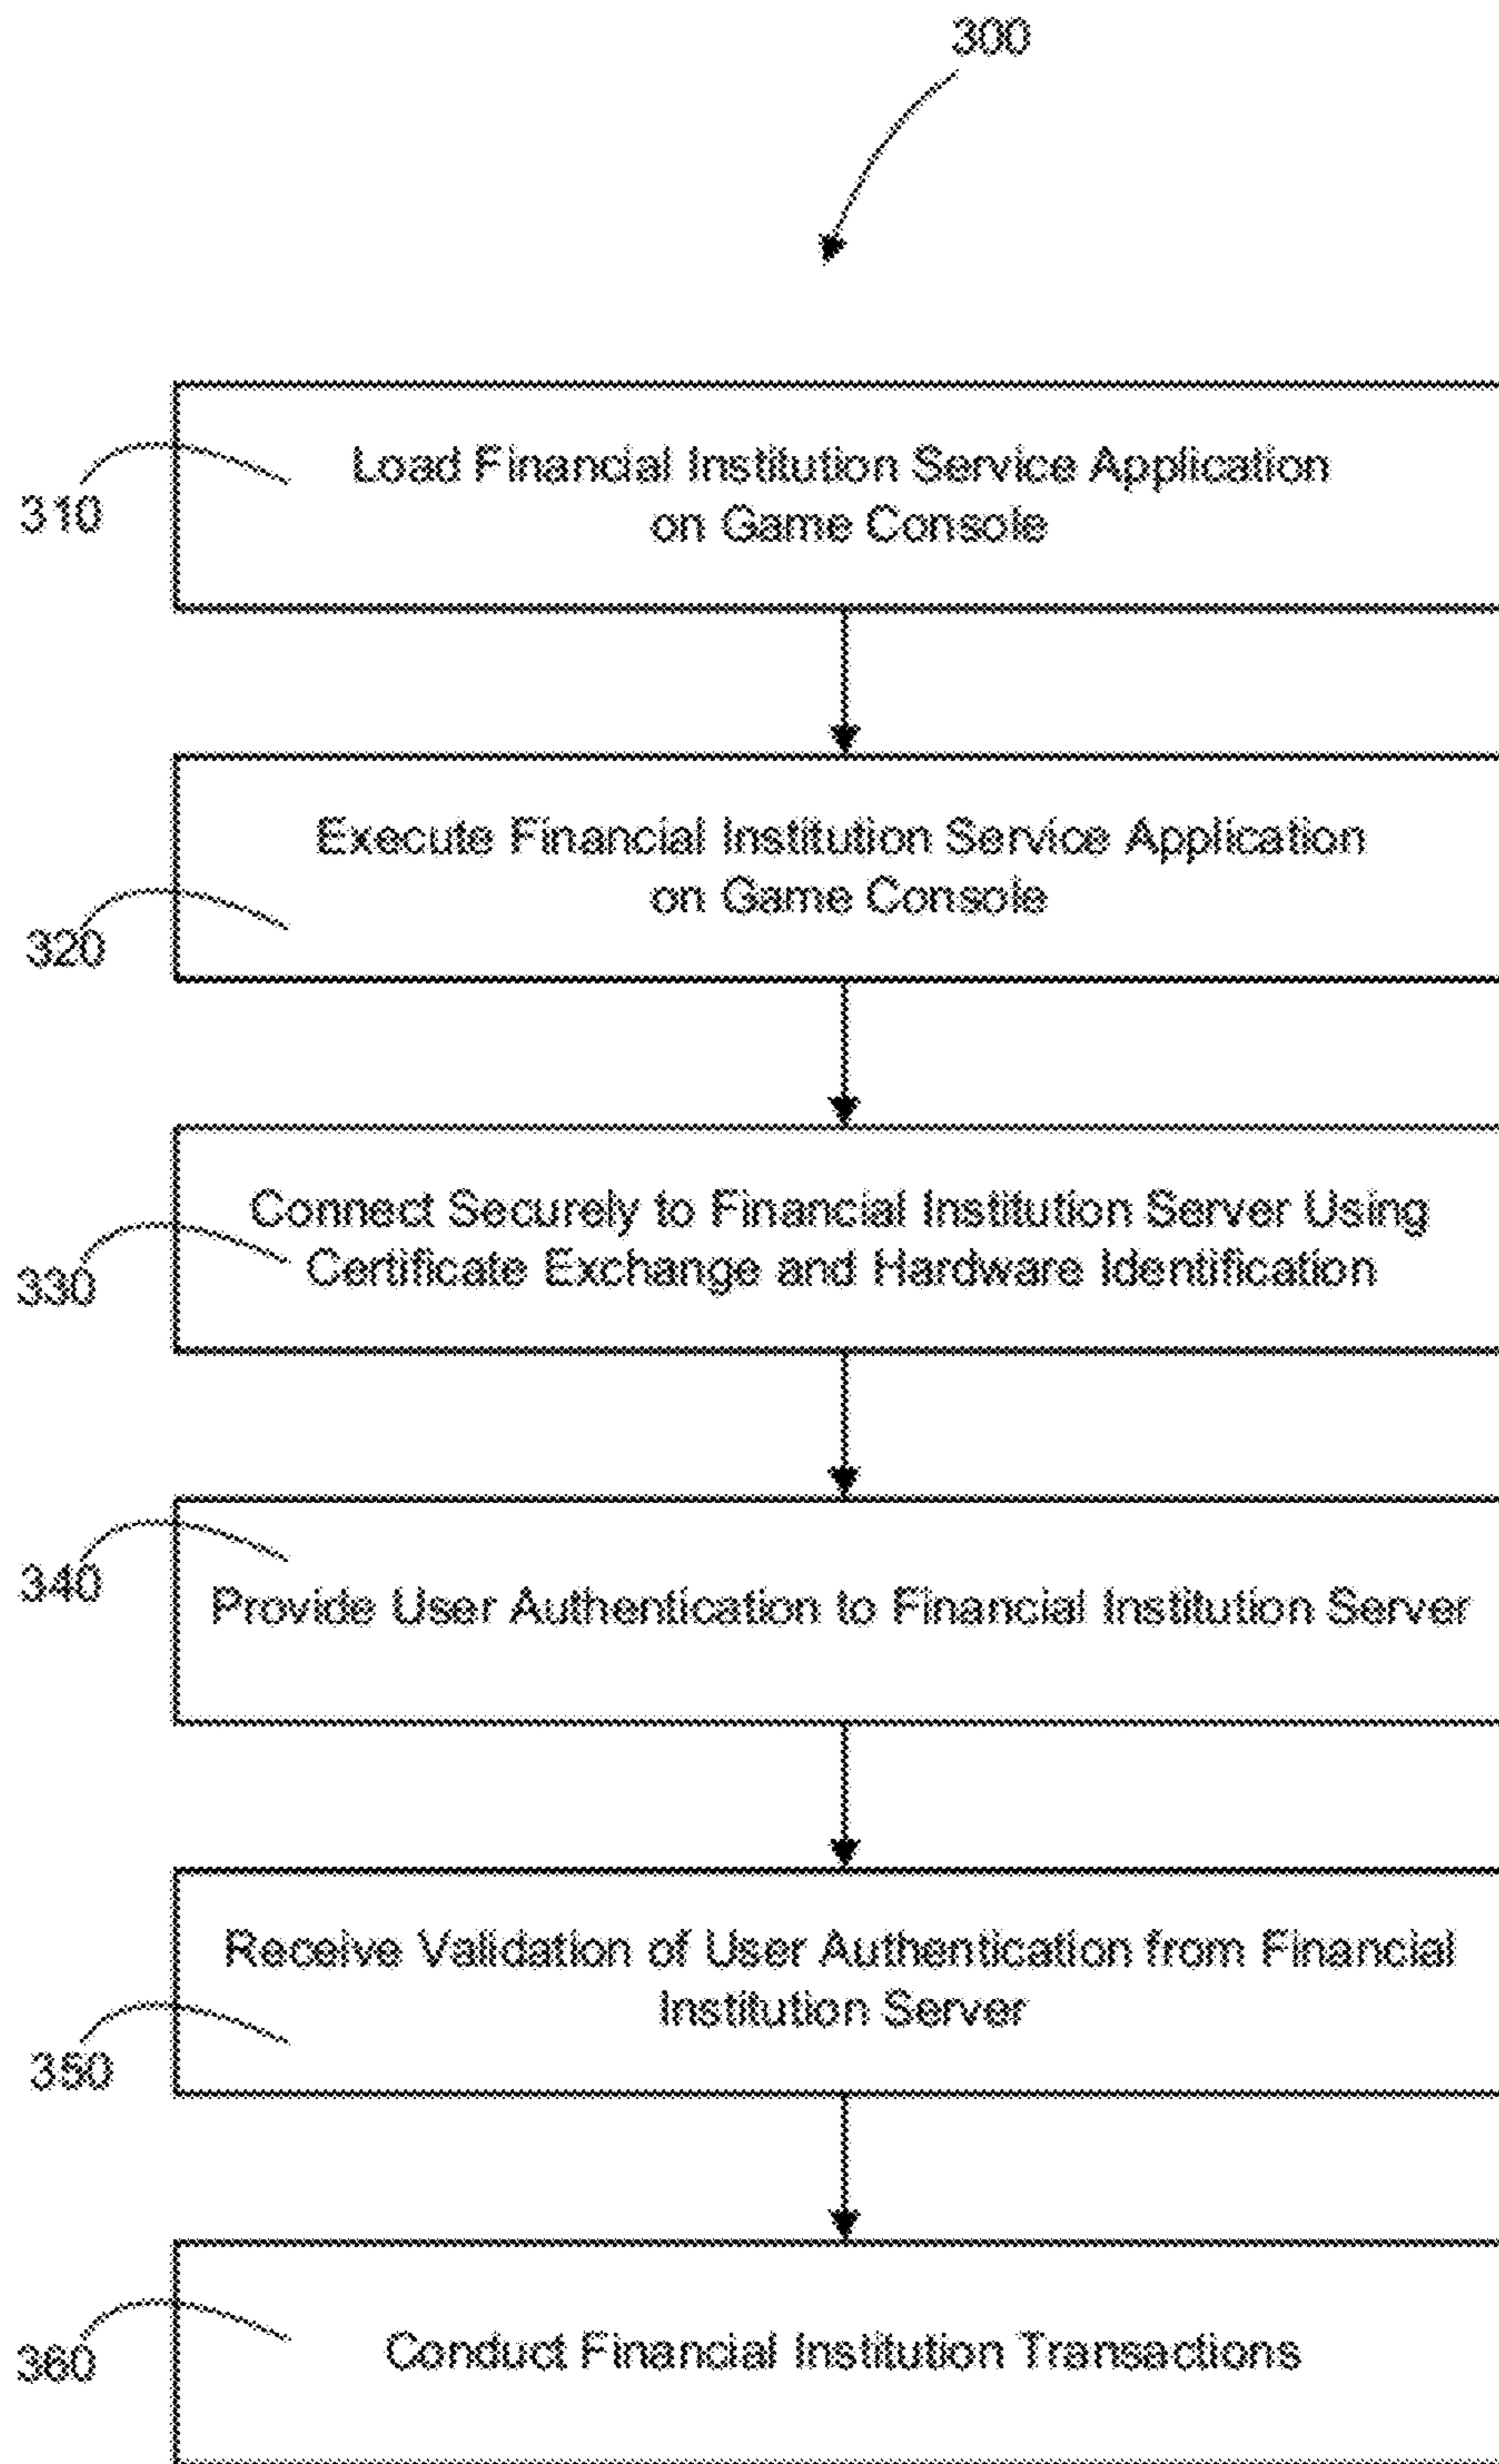 300
310
Load Financial Institution Service Application
on Game Console
320
Execute Financial Institution Service Application
on Game Console
330
Connect Securely to Financial Institution Server Using
Certificate Exchange and Hardware Identification
340
Provide User Authentication to Financial Institution Server
350
Receive Validation of User Authentication from Financial
Institution Server
360
Conduct Financial Institution Transactions